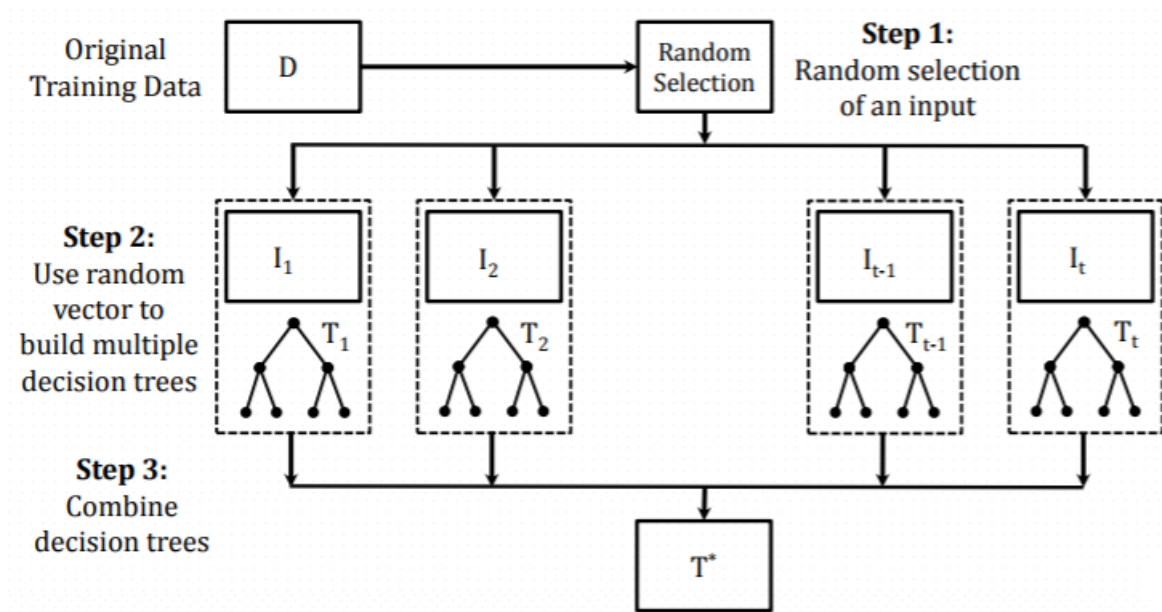 Original
Training Data
D
Random
Selection
Step 1:
Random selection
of an input
Step 2:
Use random
vector to
build multiple
decision trees
I₁
I₂
Iₜ₋₁
Iₜ
T₁
T₂
Tₜ₋₁
Tₜ
Step 3:
Combine
decision trees
T*